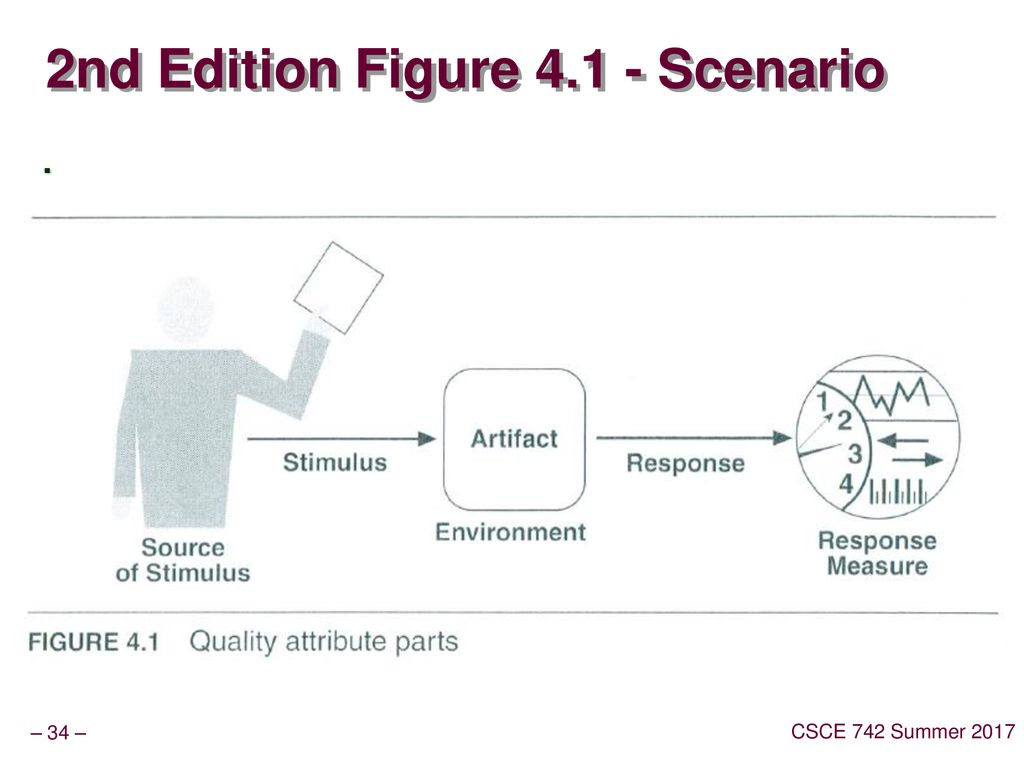 2nd Edition Figure 4.1 - Scenario
.
1
2
3
4
Artifact
Stimulus
Response
Environment
Source
of Stimulus
Response
Measure
FIGURE 4.1 Quality attribute parts
– 34 –
CSCE 742 Summer 2017